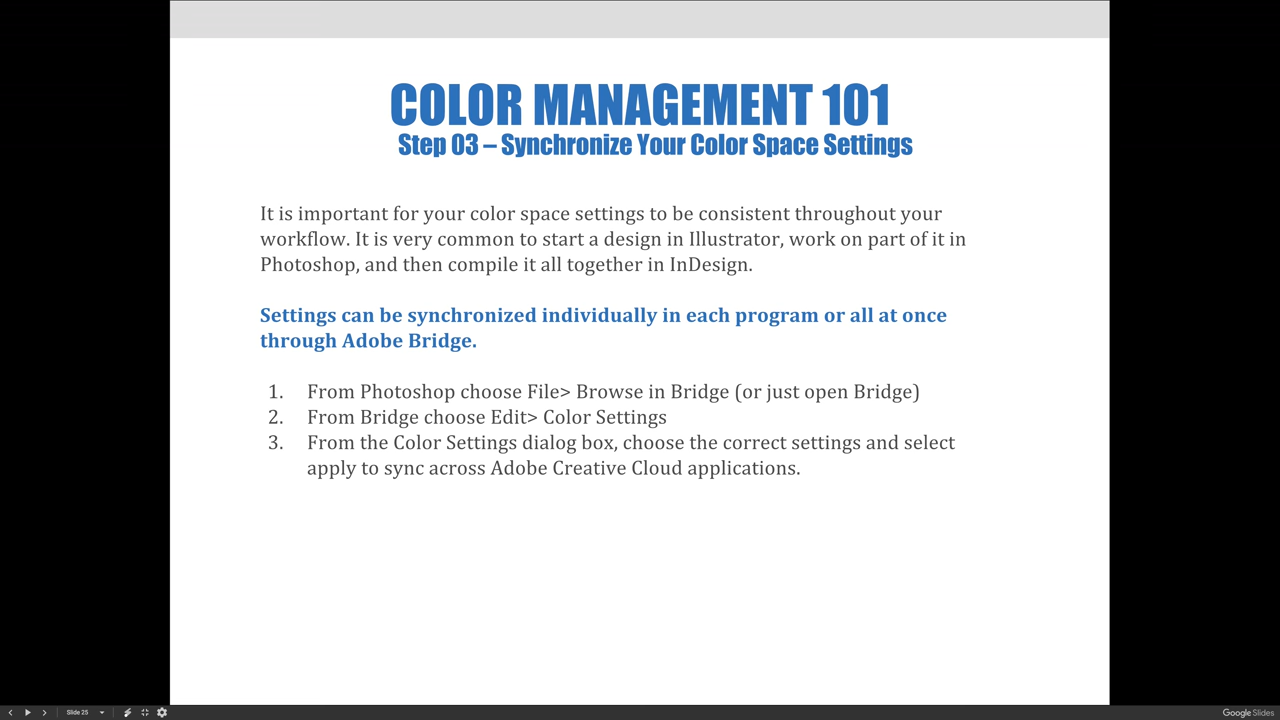 COLOR MANAGEMENT 101
Step 03 – Synchronize Your Color Space Settings
It is important for your color space settings to be consistent throughout your
workflow. It is very common to start a design in Illustrator, work on part of it in
Photoshop, and then compile it all together in InDesign.
Settings can be synchronized individually in each program or all at once
through Adobe Bridge.
1. From Photoshop choose File> Browse in Bridge (or just open Bridge)
2. From Bridge choose Edit> Color Settings
3. From the Color Settings dialog box, choose the correct settings and select
apply to sync across Adobe Creative Cloud applications.
Slide 25
Google Slides